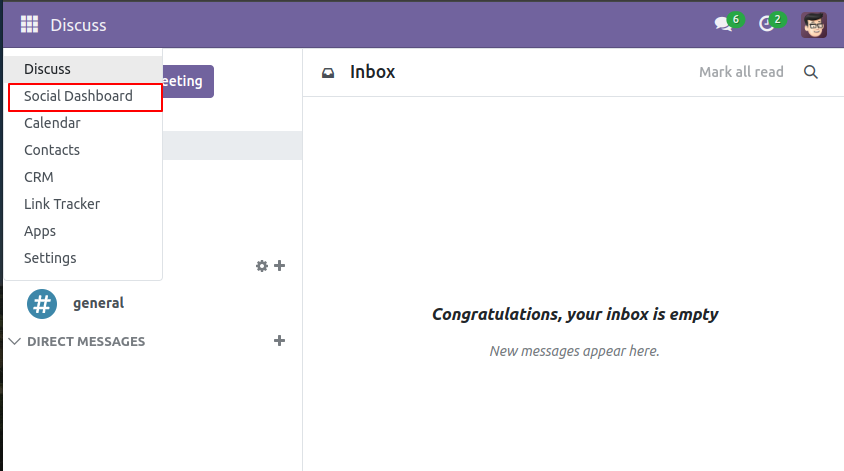 Discuss
6
2
Discuss
Social Dashboard
Calendar
Contacts
CRM
Link Tracker
Apps
Settings
eeting
general
DIRECT MESSAGES
Inbox
Mark all read
Congratulations, your inbox is empty
New messages appear here.